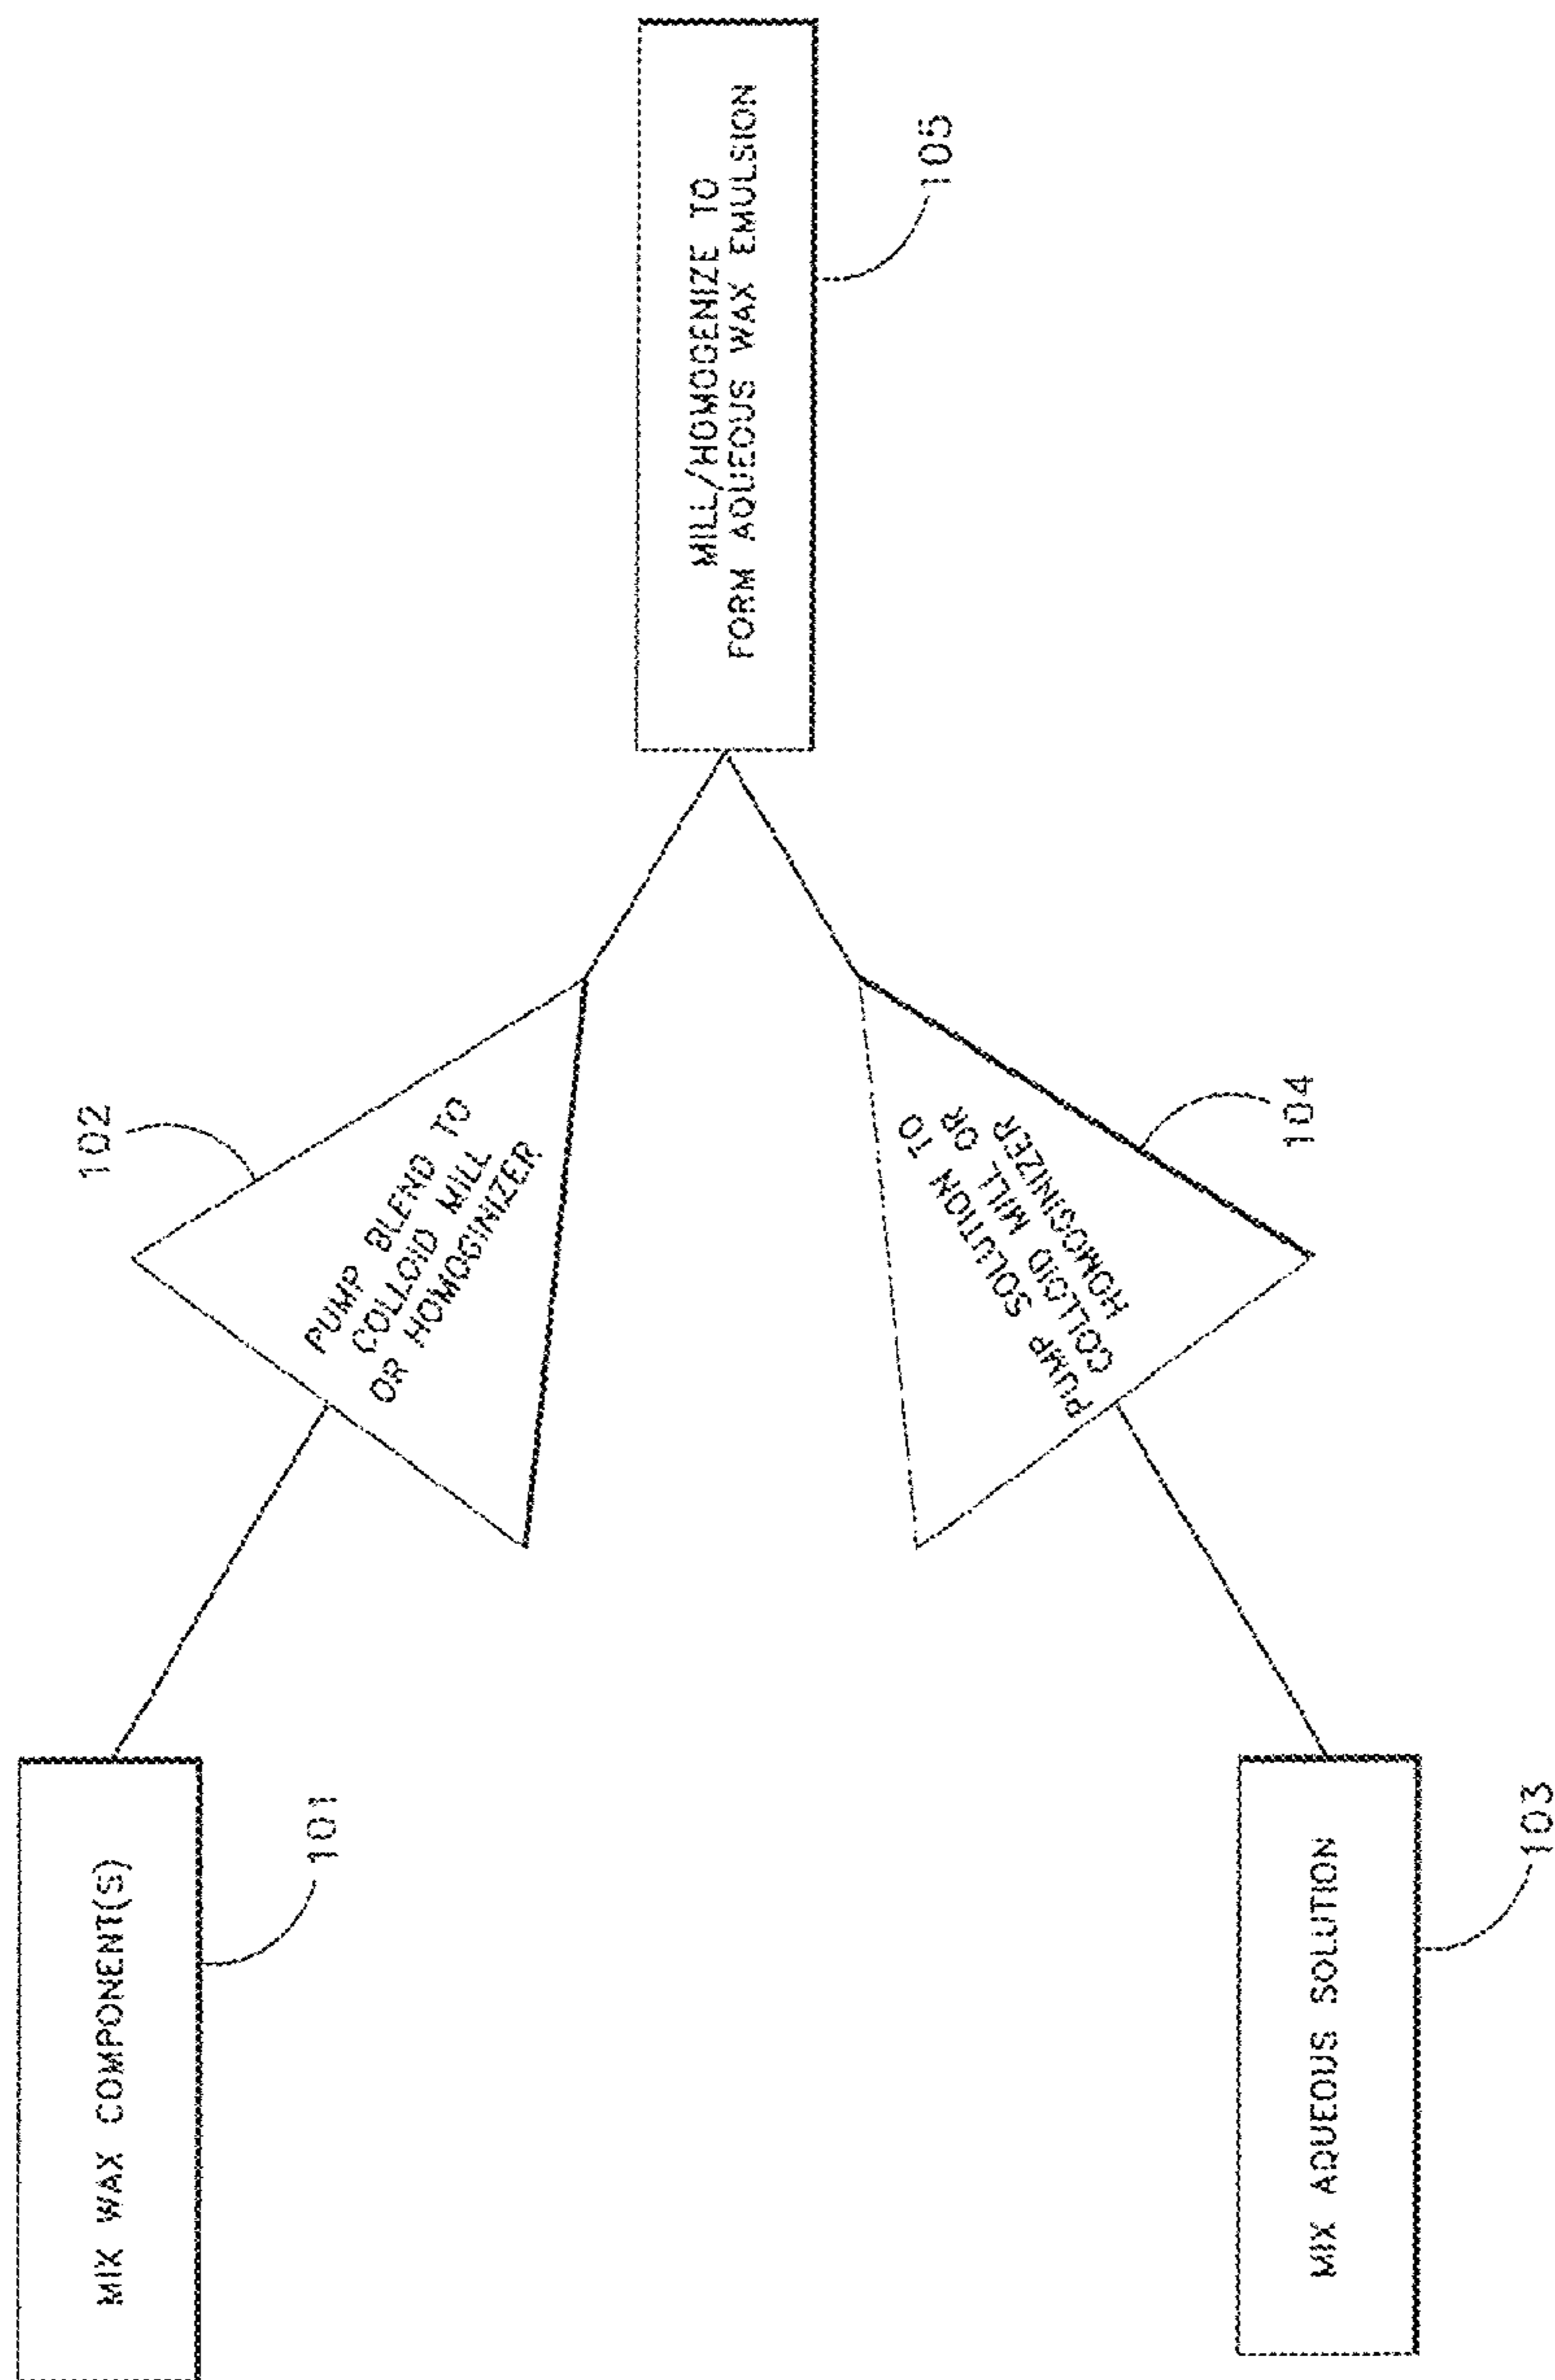 MIX WAX COMPONENT(S)
101
PUMP BLEND TO
COLLOID MILL
OR HOMOGINIZER
102
MIX AQUEOUS SOLUTION
103
PUMP SOLUTION TO
COLLOID MILL OR
HOMOGINIZER
104
MILL/HOMOGENIZE TO
FORM AQUEOUS WAX EMULSION
105